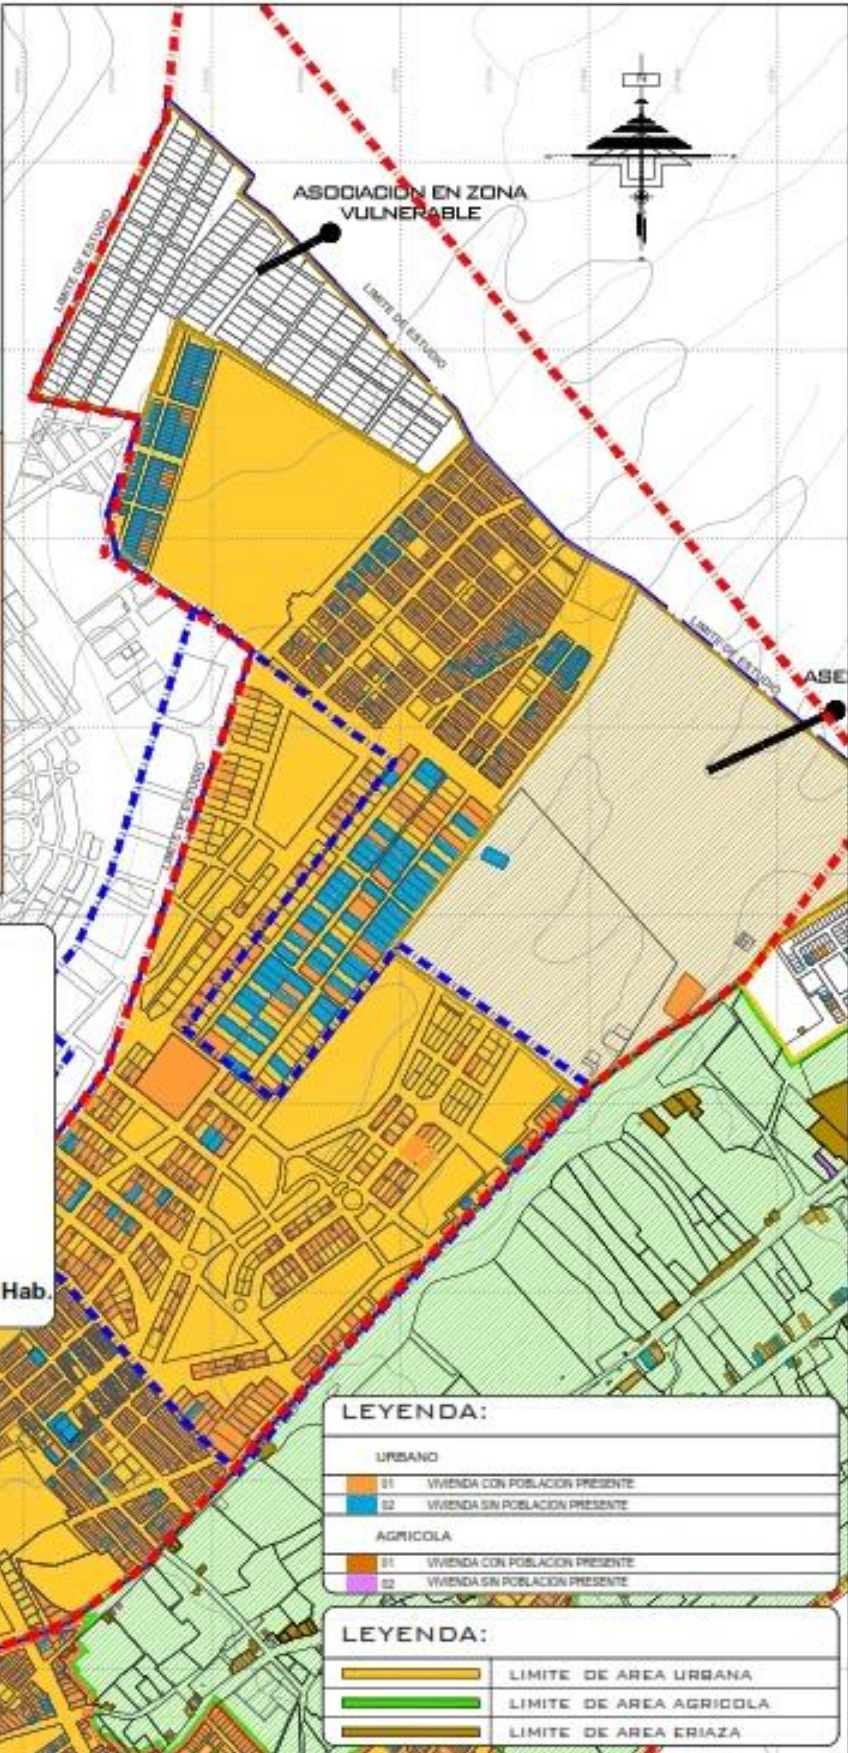 ASOCIACION EN ZONA
VULNERABLE
LIMITE DE ESTUDIO
LIMITE DE ESTUDIO
LIMITE DE ESTUDIO
ASE
LIMITE DE ESTUDIO
Hab.
LEYENDA:
URBANO
01 VIVIENDA CON POBLACION PRESENTE
02 VIVIENDA SIN POBLACION PRESENTE
AGRICOLA
01 VIVIENDA CON POBLACION PRESENTE
02 VIVIENDA SIN POBLACION PRESENTE
LEYENDA:
LIMITE DE AREA URBANA
LIMITE DE AREA AGRICOLA
LIMITE DE AREA ERIAZA